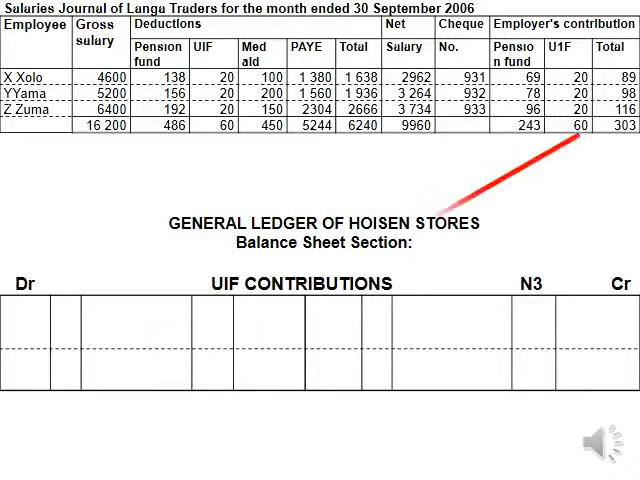 Salaries Journal of Langa Traders for the month ended 30 September 2006
Employee Gross salary Deductions Net Cheque Employer's contribution
Pension fund UIF Med ald PAYE Total Salary No. Pensio n fund U1F Total
X Xolo 4600 138 20 100 1 380 1 638 2962 931 69 20 89
YYama 5200 156 20 200 1 560 1 936 3 264 932 78 20 98
Z Zuma 6400 192 20 150 2304 2666 3 734 933 96 20 116
16 200 486 60 450 5244 6240 9960 243 60 303
GENERAL LEDGER OF HOISEN STORES
Balance Sheet Section:
Dr UIF CONTRIBUTIONS N3 Cr